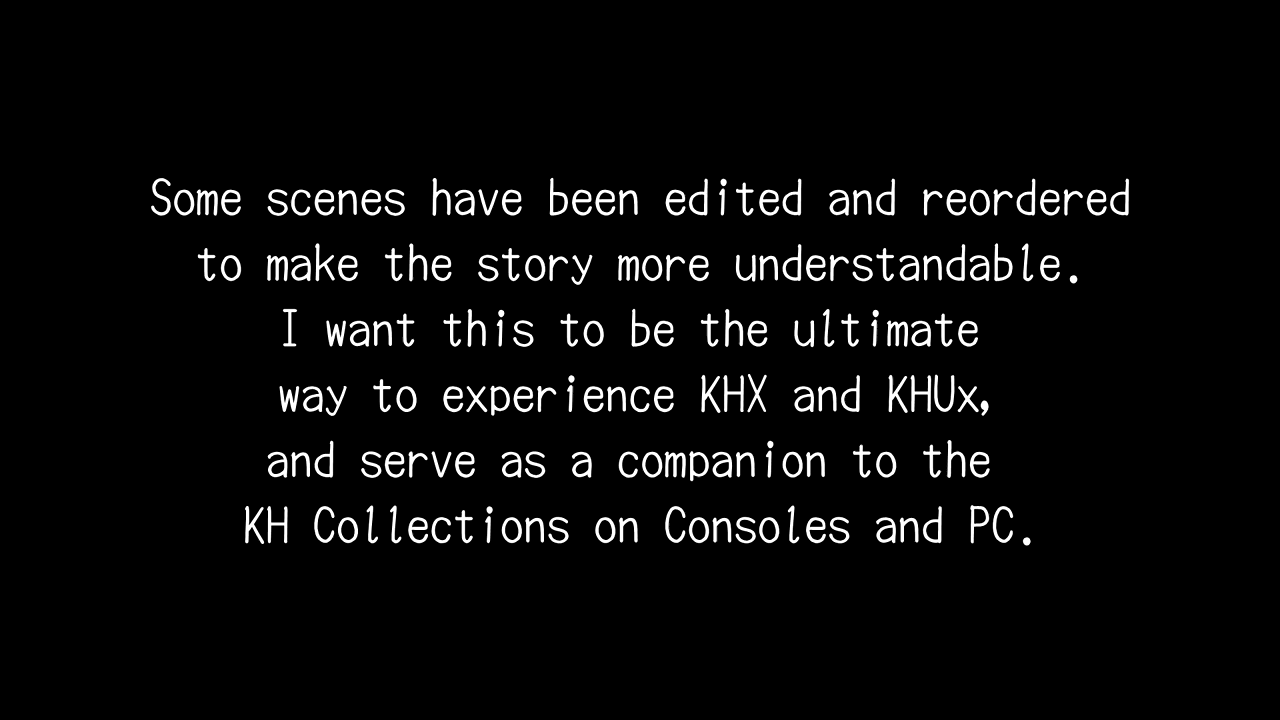 Some scenes have been edited and reordered
to make the story more understandable.
I want this to be the ultimate
way to experience KHX and KHUx,
and serve as a companion to the
KH Collections on Consoles and PC.